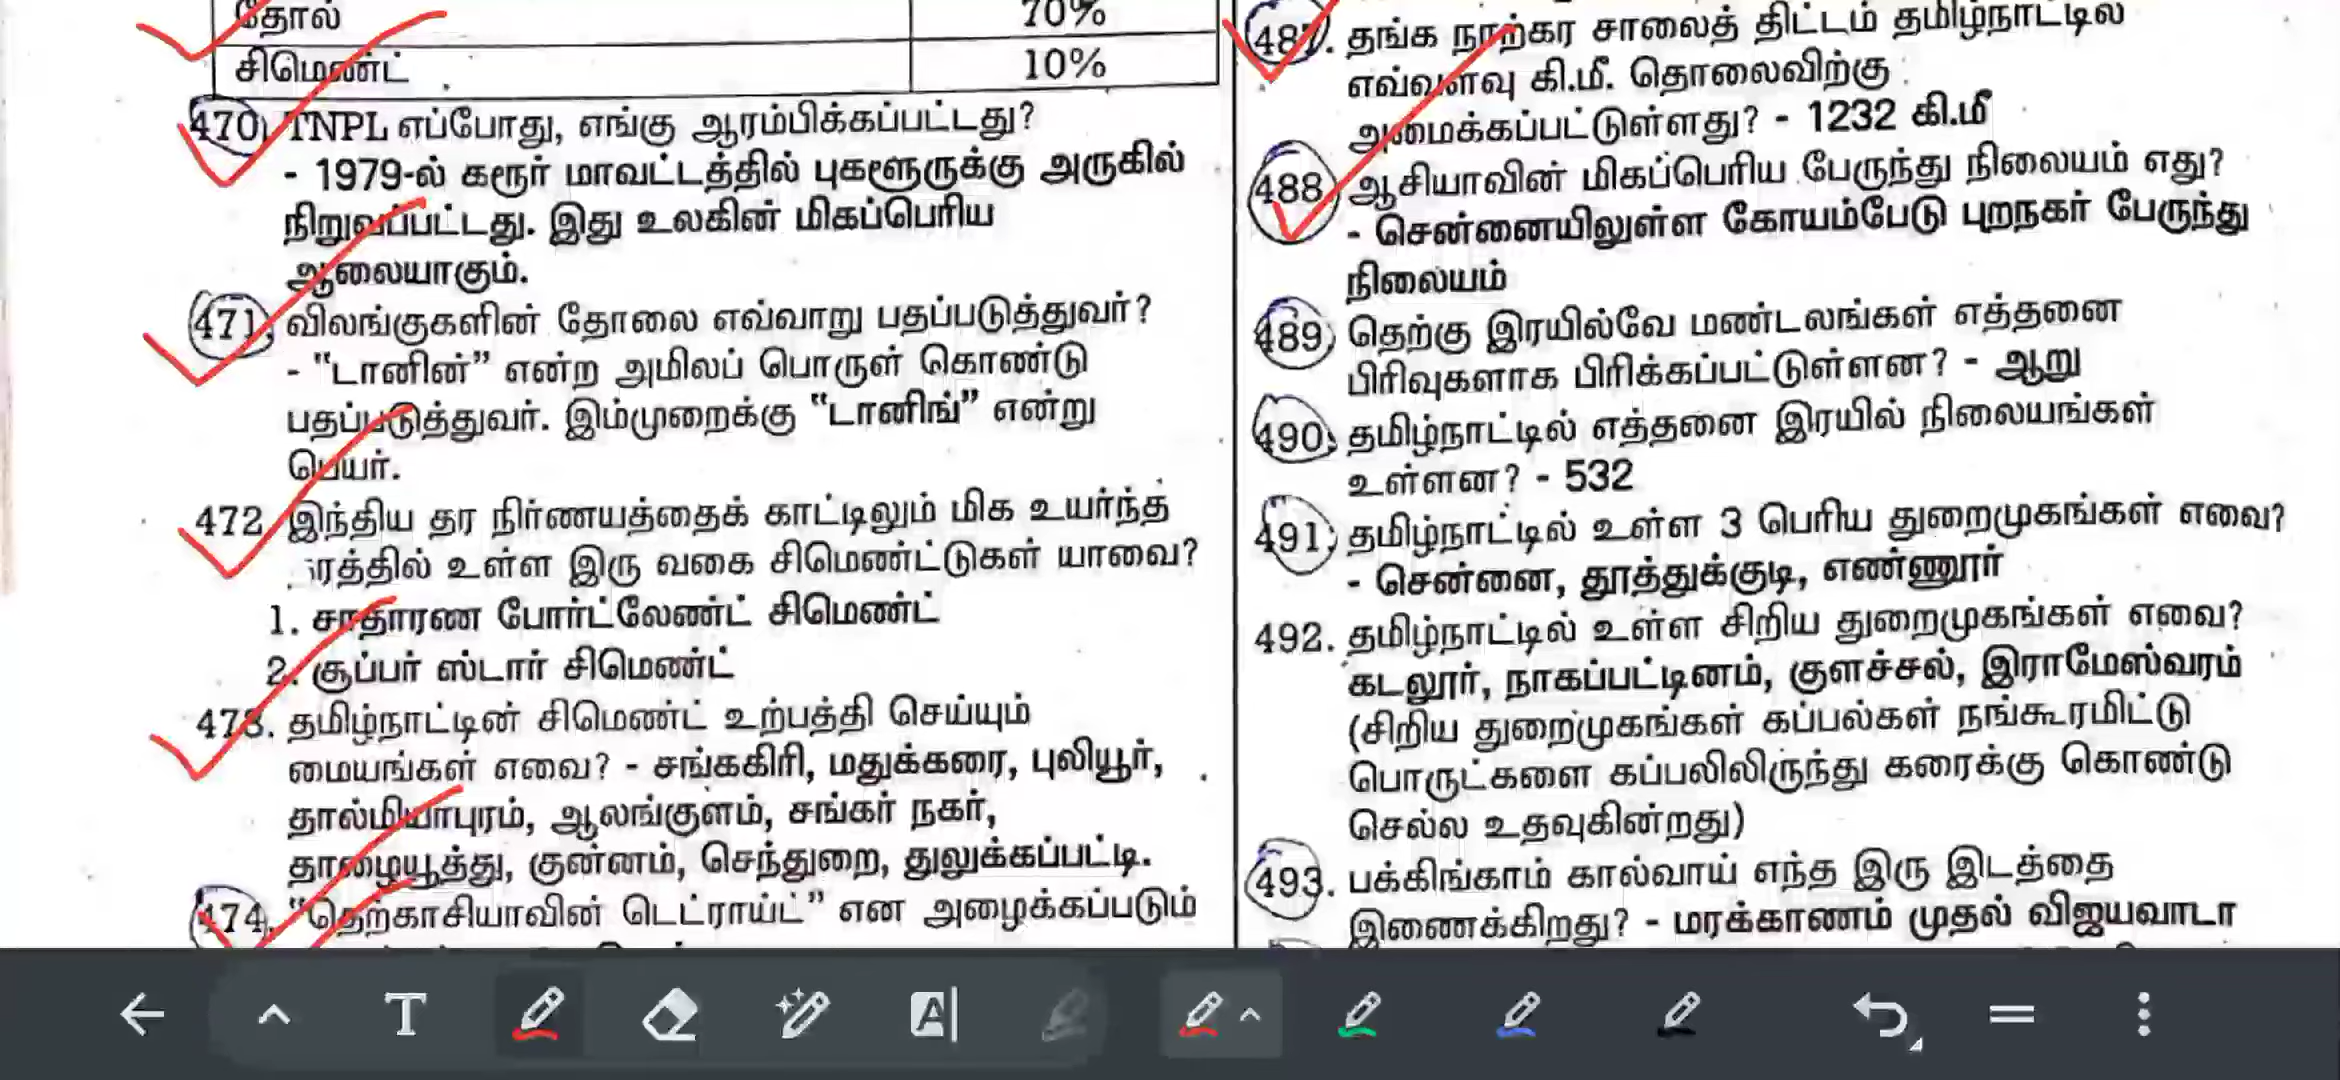 தோல் 70%
சிமெண்ட் 10%
470. TNPL எப்போது, எங்கு ஆரம்பிக்கப்பட்டது?
- 1979-ல் கரூர் மாவட்டத்தில் புகளூருக்கு அருகில்
நிறுவப்பட்டது. இது உலகின் மிகப்பெரிய
ஆலையாகும்.
471. விலங்குகளின் தோலை எவ்வாறு பதப்படுத்துவர்?
- "டானின்" என்ற அமிலப் பொருள் கொண்டு
பதப்படுத்துவர். இம்முறைக்கு "டானிங்" என்று
பெயர்.
472. இந்திய தர நிர்ணயத்தைக் காட்டிலும் மிக உயர்ந்த
ரத்தில் உள்ள இரு வகை சிமெண்ட்டுகள் யாவை?
1. சாதாரண போர்ட்லேண்ட் சிமெண்ட்
2. சூப்பர் ஸ்டார் சிமெண்ட்
473. தமிழ்நாட்டின் சிமெண்ட் உற்பத்தி செய்யும்
மையங்கள் எவை? - சங்ககிரி, மதுக்கரை, புலியூர்,
தால்மியாபுரம், ஆலங்குளம், சங்கர் நகர்,
தாழையூத்து, குன்னம், செந்துறை, துலுக்கப்பட்டி.
474. "தெற்காசியாவின் டெட்ராய்ட்" என அழைக்கப்படும்
487. தங்க நாற்கர சாலைத் திட்டம் தமிழ்நாட்டில்
எவ்வளவு கி.மீ. தொலைவிற்கு
அமைக்கப்பட்டுள்ளது? - 1232 கி.மீ
488. ஆசியாவின் மிகப்பெரிய பேருந்து நிலையம் எது?
- சென்னையிலுள்ள கோயம்பேடு புறநகர் பேருந்து
நிலையம்
489. தெற்கு இரயில்வே மண்டலங்கள் எத்தனை
பிரிவுகளாக பிரிக்கப்பட்டுள்ளன? - ஆறு
490. தமிழ்நாட்டில் எத்தனை இரயில் நிலையங்கள்
உள்ளன? - 532
491. தமிழ்நாட்டில் உள்ள 3 பெரிய துறைமுகங்கள் எவை?
- சென்னை, தூத்துக்குடி, எண்ணூர்
492. தமிழ்நாட்டில் உள்ள சிறிய துறைமுகங்கள் எவை?
கடலூர், நாகப்பட்டினம், குளச்சல், இராமேஸ்வரம்
(சிறிய துறைமுகங்கள் கப்பல்கள் நங்கூரமிட்டு
பொருட்களை கப்பலிலிருந்து கரைக்கு கொண்டு
செல்ல உதவுகின்றது)
493. பக்கிங்காம் கால்வாய் எந்த இரு இடத்தை
இணைக்கிறது? - மரக்காணம் முதல் விஜயவாடா
T
A